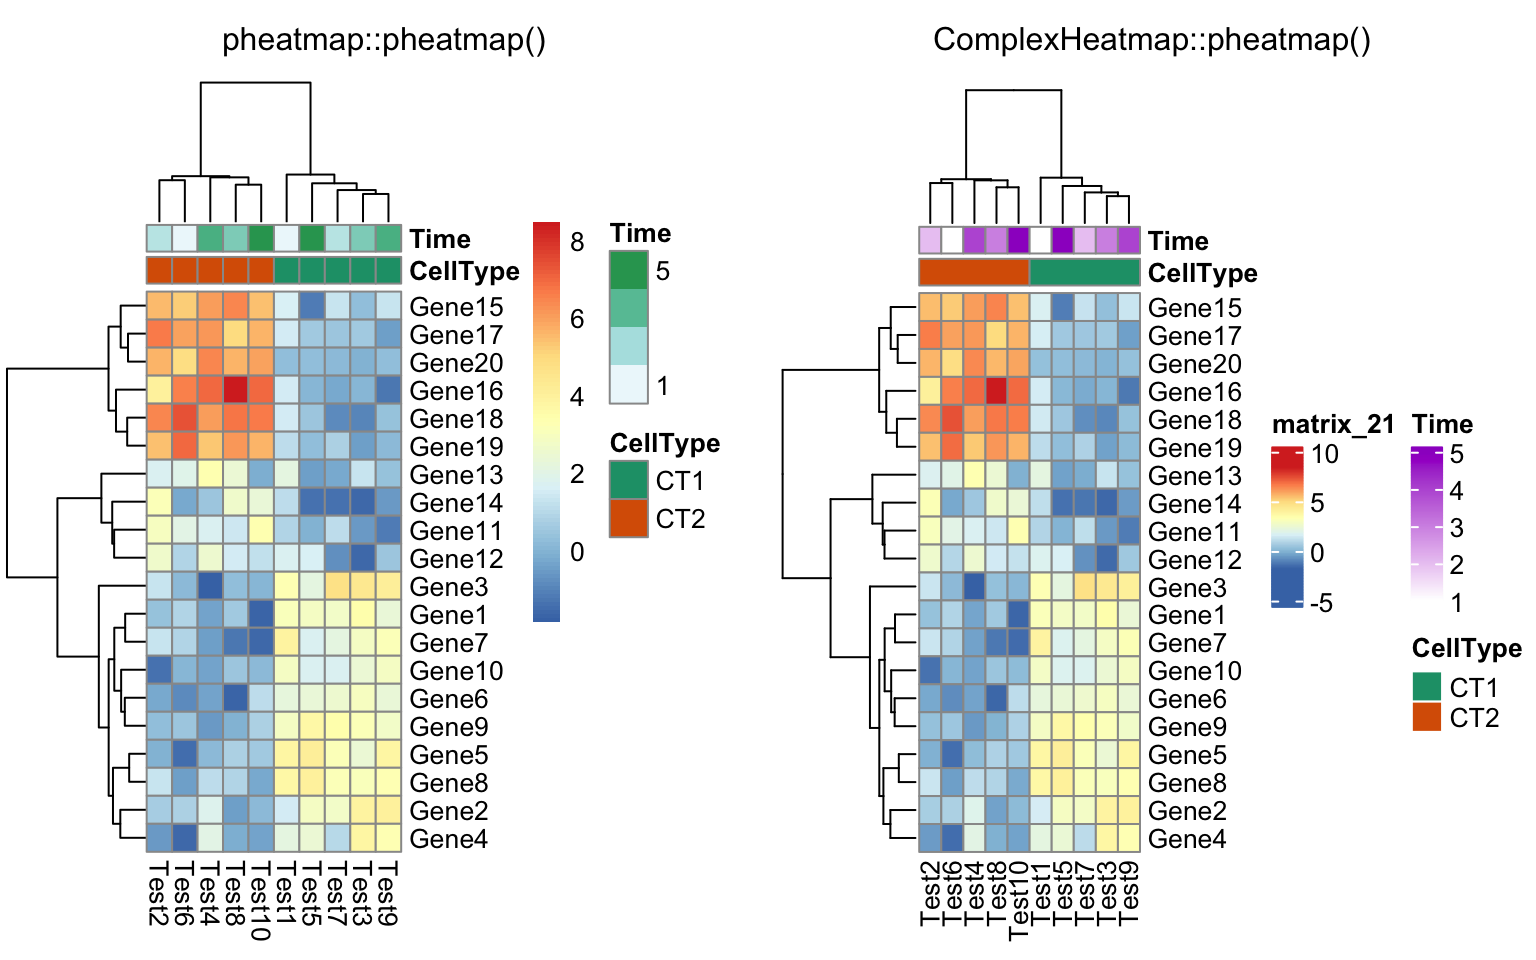 pheatmap::pheatmap()
Time
CellType
Gene15
Gene17
Gene20
Gene16
Gene18
Gene19
Gene13
Gene14
Gene11
Gene12
Gene3
Gene1
Gene7
Gene10
Gene6
Gene9
Gene5
Gene8
Gene2
Gene4
Test2
Test6
Test4
Test8
Test10
Test1
Test5
Test7
Test3
Test9
8
6
4
2
0
Time
5
1
CellType
CT1
CT2
ComplexHeatmap::pheatmap()
Time
CellType
Gene15
Gene17
Gene20
Gene16
Gene18
Gene19
Gene13
Gene14
Gene11
Gene12
Gene3
Gene1
Gene7
Gene10
Gene6
Gene9
Gene5
Gene8
Gene2
Gene4
Test2
Test6
Test4
Test8
Test10
Test1
Test5
Test7
Test3
Test9
matrix_21
10
5
0
-5
Time
5
4
3
2
1
CellType
CT1
CT2